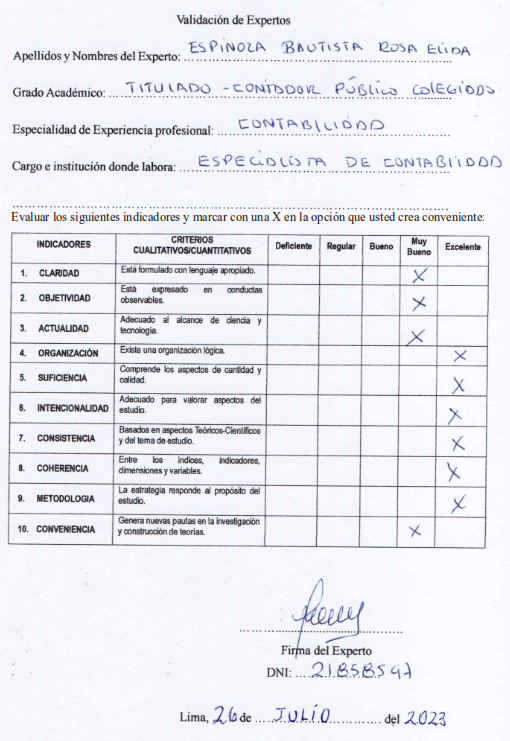 Validación de Expertos
Apellidos y Nombres del Experto: ESPINOZA BAUTISTA ROSA ELIDA
Grado Académico: TITULADO - CONTADOR PÚBLICO COLEGIADO
Especialidad de Experiencia profesional: CONTABILIDAD
Cargo e institución donde labora: ESPECIALISTA DE CONTABILIDAD
Evaluar los siguientes indicadores y marcar con una X en la opción que usted crea conveniente:
INDICADORES CRITERIOS CUALITATIVOS/CUANTITATIVOS Deficiente Regular Bueno Muy Bueno Excelente
1. CLARIDAD Está formulado con lenguaje apropiado. X
2. OBJETIVIDAD Está expresado en conductas observables. X
3. ACTUALIDAD Adecuado al alcance de ciencia y tecnología. X
4. ORGANIZACIÓN Existe una organización lógica. X
5. SUFICIENCIA Comprende los aspectos de cantidad y calidad. X
6. INTENCIONALIDAD Adecuado para valorar aspectos del estudio. X
7. CONSISTENCIA Basados en aspectos Teóricos-Científicos y del tema de estudio. X
8. COHERENCIA Entre los índices, indicadores, dimensiones y variables. X
9. METODOLOGIA La estrategia responde al propósito del estudio. X
10. CONVENIENCIA Genera nuevas pautas en la investigación y construcción de teorías. X
Firma del Experto
DNI: 21858597
Lima, 26 de JULIO del 2023